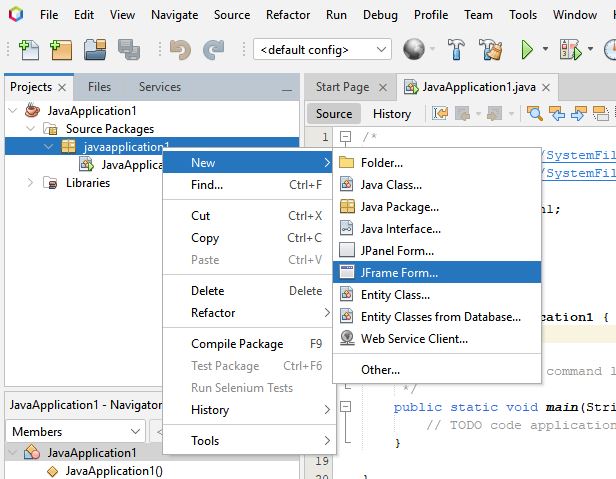 File Edit View Navigate Source Refactor Run Debug Profile Team Tools Window
<default config>
Projects Files Services
Start Page JavaApplication1.java
Source History
JavaApplication1
Source Packages
javaapplication1
JavaApplica
Libraries
New
Find... Ctrl+F
Cut Ctrl+X
Copy Ctrl+C
Paste Ctrl+V
Delete Delete
Refactor
Compile Package F9
Test Package Ctrl+F6
Run Selenium Tests
History
Tools
Folder...
Java Class...
Java Package...
Java Interface...
JPanel Form...
JFrame Form...
Entity Class...
Entity Classes from Database...
Web Service Client...
Other...
1 /*
/SystemFil
/SystemFil
n1;
cation1 {
command l
*/
public static void main(Stri
// TODO code application
}
19
}
JavaApplication1 - Navigator
Members
JavaApplication1
JavaApplication1()